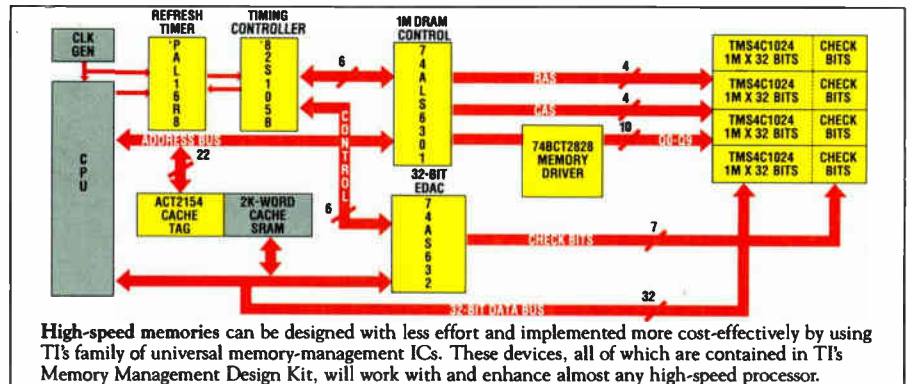 REFRESH TIMER
TIMING CONTROLLER
1M DRAM CONTROL
CLK GEN
'PAL16R8
'82S105B
6
74ALS6301
RAS
4
CAS
4
10
Q0-Q9
TMS4C1024 1M X 32 BITS
CHECK BITS
TMS4C1024 1M X 32 BITS
CHECK BITS
TMS4C1024 1M X 32 BITS
CHECK BITS
TMS4C1024 1M X 32 BITS
CHECK BITS
CPU
ADDRESS BUS
22
CONTROL
6
74BCT2828 MEMORY DRIVER
ACT2154 CACHE TAG
2K-WORD CACHE SRAM
32-BIT EDAC
74AS632
CHECK BITS
7
32-BIT DATA BUS
32
High-speed memories can be designed with less effort and implemented more cost-effectively by using
TI's family of universal memory-management ICs. These devices, all of which are contained in TI's
Memory Management Design Kit, will work with and enhance almost any high-speed processor.